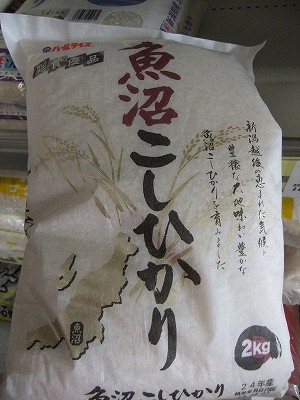 パールライス
魚沼
こしひかり
新潟越後の恵まれた気候と
豊穣な大地味わい豊かな
魚沼こしひかりを育みました
魚沼
2kg
魚沼こしひかり
24年産